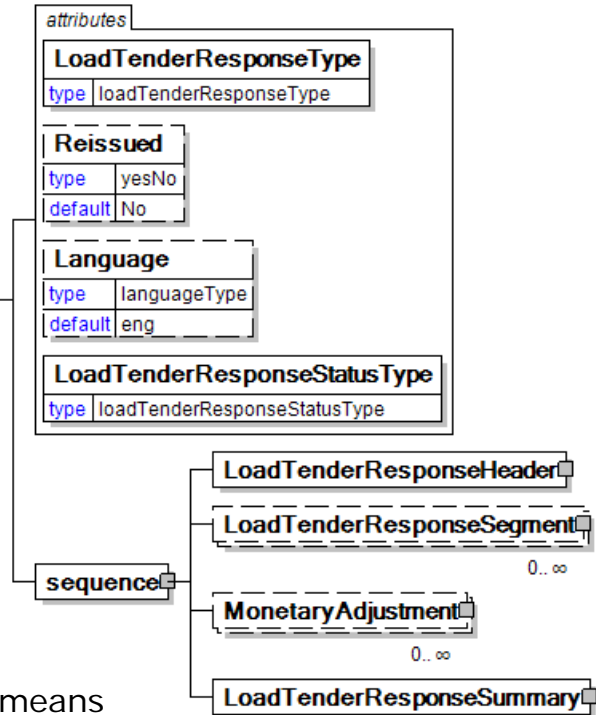 attributes
LoadTenderResponseType
type loadTenderResponseType
Reissued
type yesNo
default No
Language
type languageType
default eng
LoadTenderResponseStatusType
type loadTenderResponseStatusType
LoadTenderResponseHeader
LoadTenderResponseSegment
0.. ∞
sequence
MonetaryAdjustment
0.. ∞
LoadTenderResponseSummary
means